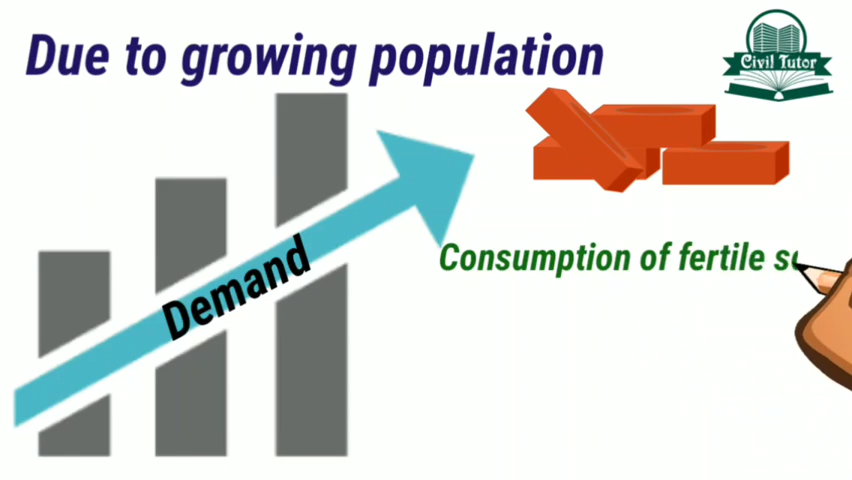 Due to growing population
Civil Tutor
Demand
Consumption of fertile